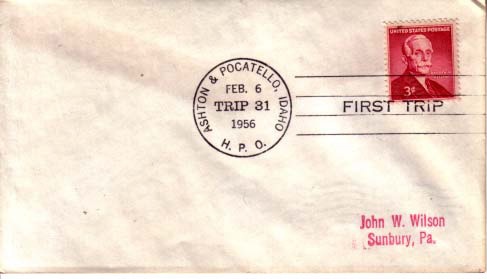 UNITED STATES POSTAGE
3¢
ASHTON & POCATELLO, IDAHO
FEB. 6
TRIP 31
1956
H. P. O.
FIRST TRIP
John W. Wilson
Sunbury, Pa.